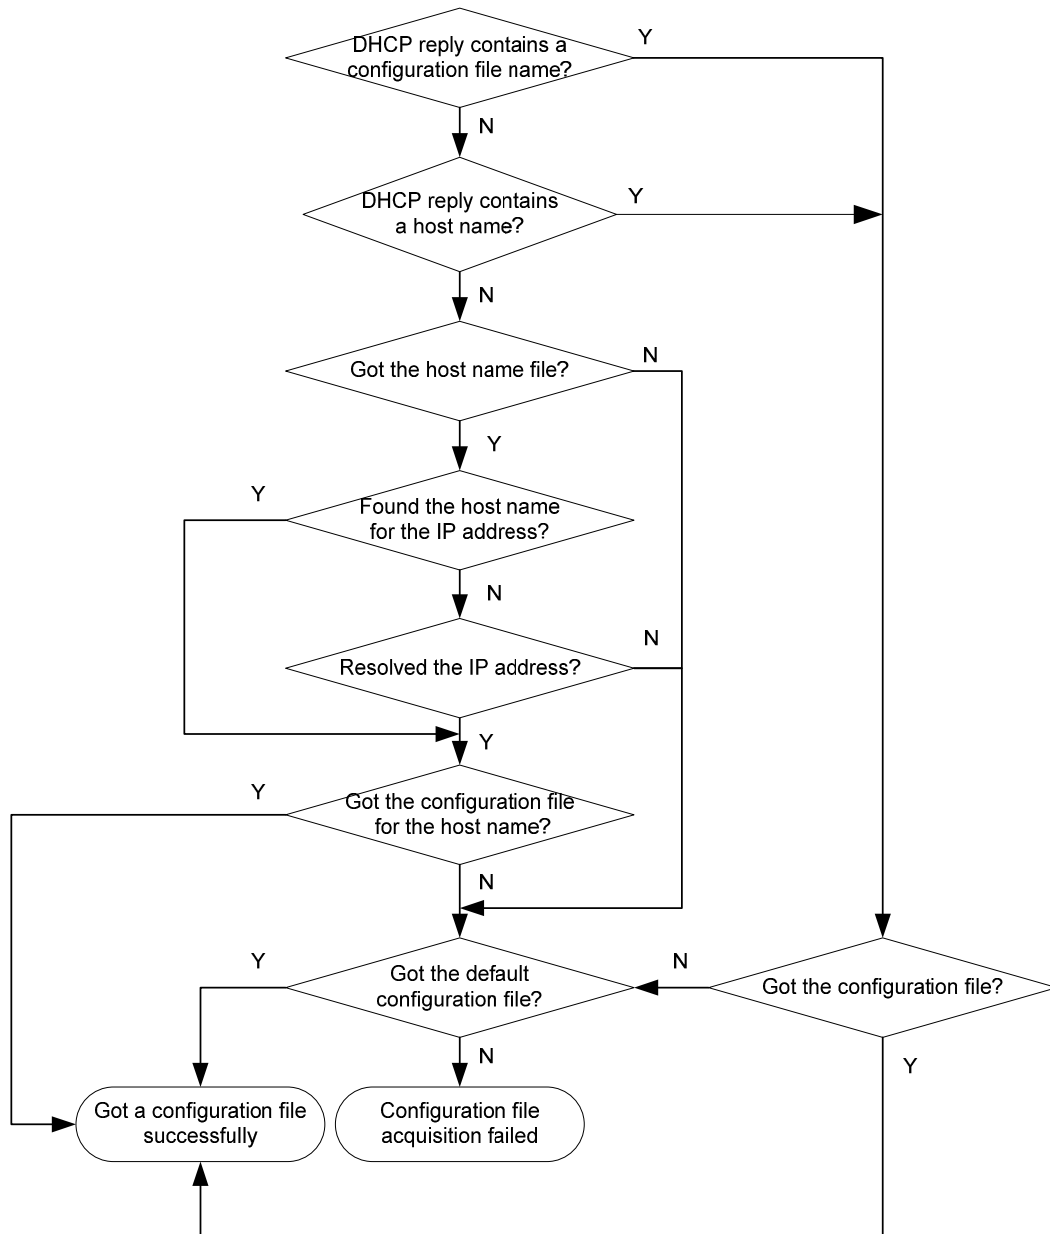 DHCP reply contains a
configuration file name?
Y
N
DHCP reply contains
a host name?
Y
N
Got the host name file?
N
Y
Found the host name
for the IP address?
Y
N
Resolved the IP address?
N
Y
Got the configuration file
for the host name?
Y
N
Got the default
configuration file?
Y
N
Got the configuration file?
N
Y
Got a configuration file
successfully
Configuration file
acquisition failed